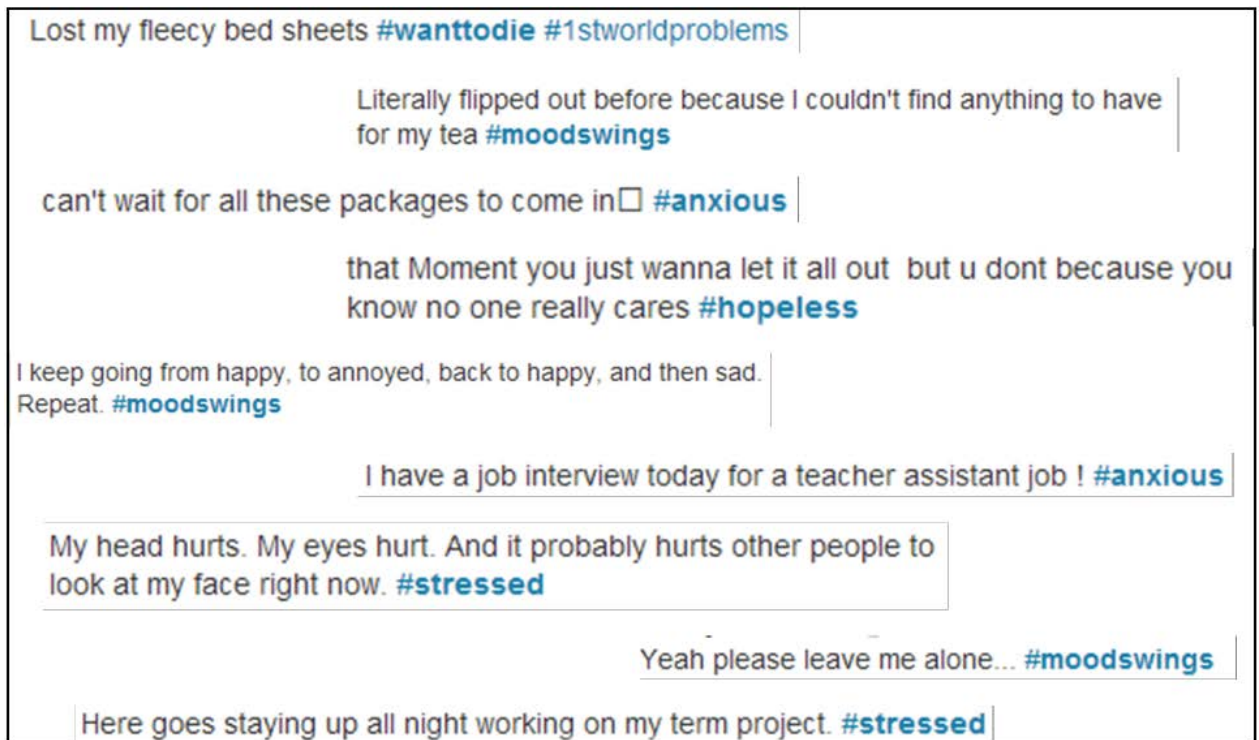 Lost my fleecy bed sheets #wanttodie #1stworldproblems
Literally flipped out before because I couldn't find anything to have
for my tea #moodswings
can't wait for all these packages to come in□ #anxious
that Moment you just wanna let it all out but u dont because you
know no one really cares #hopeless
I keep going from happy, to annoyed, back to happy, and then sad.
Repeat. #moodswings
I have a job interview today for a teacher assistant job ! #anxious
My head hurts. My eyes hurt. And it probably hurts other people to
look at my face right now. #stressed
Yeah please leave me alone... #moodswings
Here goes staying up all night working on my term project. #stressed